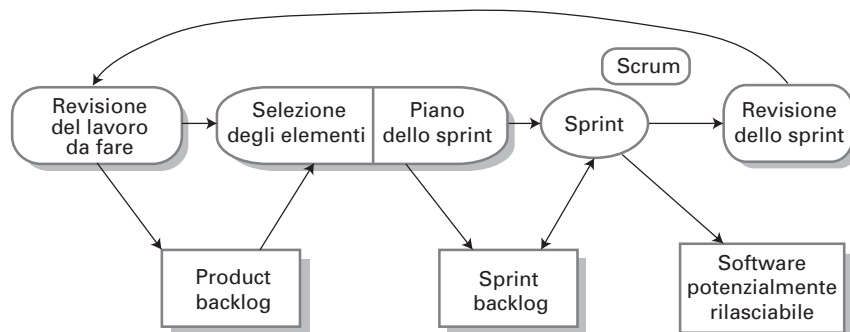 Scrum
Revisione
del lavoro
da fare
Selezione
degli elementi
Piano
dello sprint
Sprint
Revisione
dello sprint
Product
backlog
Sprint
backlog
Software
potenzialmente
rilasciabile